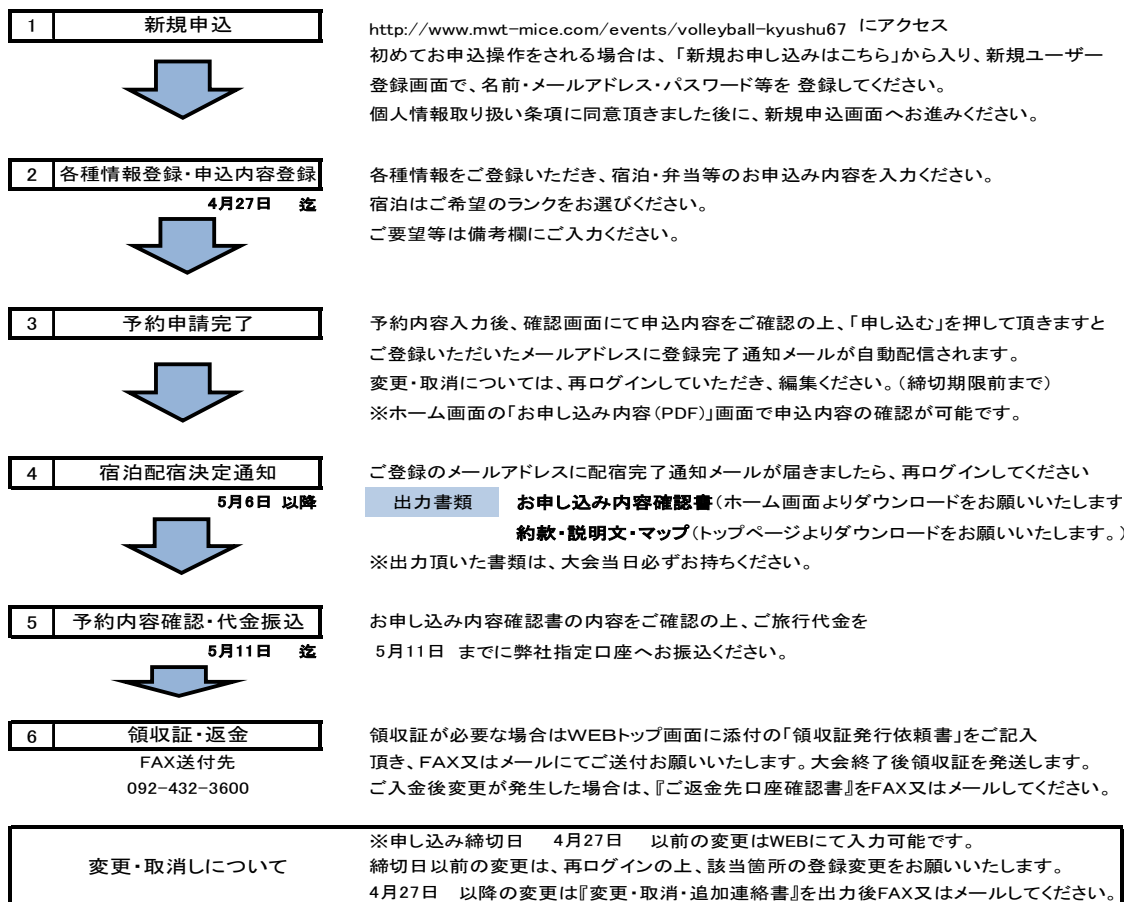 1 新規申込 http://www.mwt-mice.com/events/volleyball-kyushu67 にアクセス
初めてお申込操作をされる場合は、「新規お申し込みはこちら」から入り、新規ユーザー
登録画面で、名前・メールアドレス・パスワード等を 登録してください。
個人情報取り扱い条項に同意頂きました後に、新規申込画面へお進みください。
2 各種情報登録・申込内容登録 各種情報をご登録いただき、宿泊・弁当等のお申込み内容を入力ください。
4月27日 迄 宿泊はご希望のランクをお選びください。
ご要望等は備考欄にご入力ください。
3 予約申請完了 予約内容入力後、確認画面にて申込内容をご確認の上、「申し込む」を押して頂きますと
ご登録いただいたメールアドレスに登録完了通知メールが自動配信されます。
変更・取消については、再ログインしていただき、編集ください。（締切期限前まで）
※ホーム画面の「お申し込み内容（PDF）」画面で申込内容の確認が可能です。
4 宿泊配宿決定通知 ご登録のメールアドレスに配宿完了通知メールが届きましたら、再ログインしてください
5月6日 以降 出力書類 お申し込み内容確認書（ホーム画面よりダウンロードをお願いいたします
約款・説明文・マップ（トップページよりダウンロードをお願いいたします。）
※出力頂いた書類は、大会当日必ずお持ちください。
5 予約内容確認・代金振込 お申し込み内容確認書の内容をご確認の上、ご旅行代金を
5月11日 迄 5月11日 までに弊社指定口座へお振込ください。
6 領収証・返金 領収証が必要な場合はWEBトップ画面に添付の「領収証発行依頼書」をご記入
FAX送付先 頂き、FAX又はメールにてご送付お願いいたします。大会終了後領収証を発送します。
092-432-3600 ご入金後変更が発生した場合は、『ご返金先口座確認書』をFAX又はメールしてください。
※申し込み締切日 4月27日 以前の変更はWEBにて入力可能です。
変更・取消しについて 締切日以前の変更は、再ログインの上、該当箇所の登録変更をお願いいたします。
4月27日 以降の変更は『変更・取消・追加連絡書』を出力後FAX又はメールしてください。